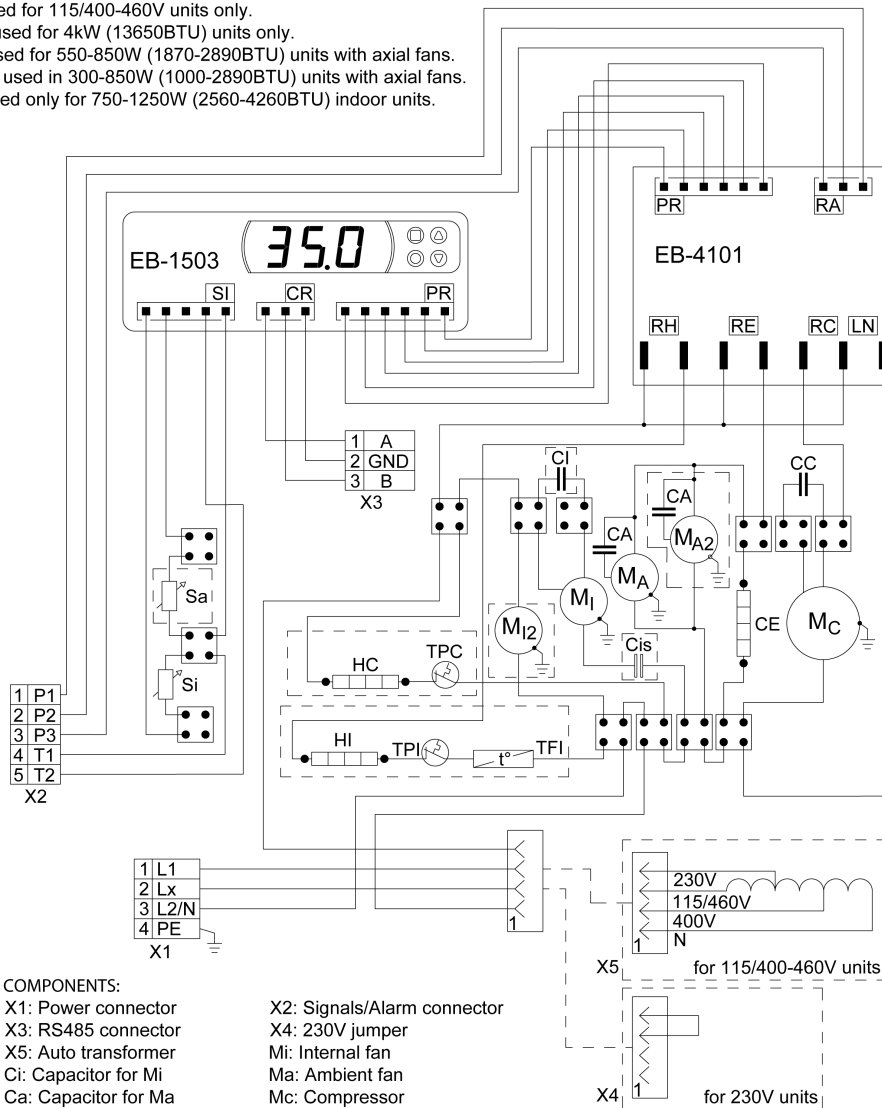 ed for 115/400-460V units only.
used for 4kW (13650BTU) units only.
sed for 550-850W (1870-2890BTU) units with axial fans.
used in 300-850W (1000-2890BTU) units with axial fans.
ed only for 750-1250W (2560-4260BTU) indoor units.
PR
RA
EB-1503
35.0
EB-4101
SI
CR
PR
RH
RE
RC
LN
1 A
2 GND
3 B
X3
CI
CC
CA
CA
MA2
MA
MI
MI2
Sa
Si
Cis
CE
MC
HC
TPC
HI
TPI
t°
TFI
1 P1
2 P2
3 P3
4 T1
5 T2
X2
1 L1
2 Lx
3 L2/N
4 PE
X1
1
230V
115/460V
400V
N
1
X5
for 115/400-460V units
COMPONENTS:
X1: Power connector
X2: Signals/Alarm connector
X3: RS485 connector
X4: 230V jumper
X5: Auto transformer
Mi: Internal fan
Ci: Capacitor for Mi
Ma: Ambient fan
Ca: Capacitor for Ma
Mc: Compressor
X4
1
for 230V units